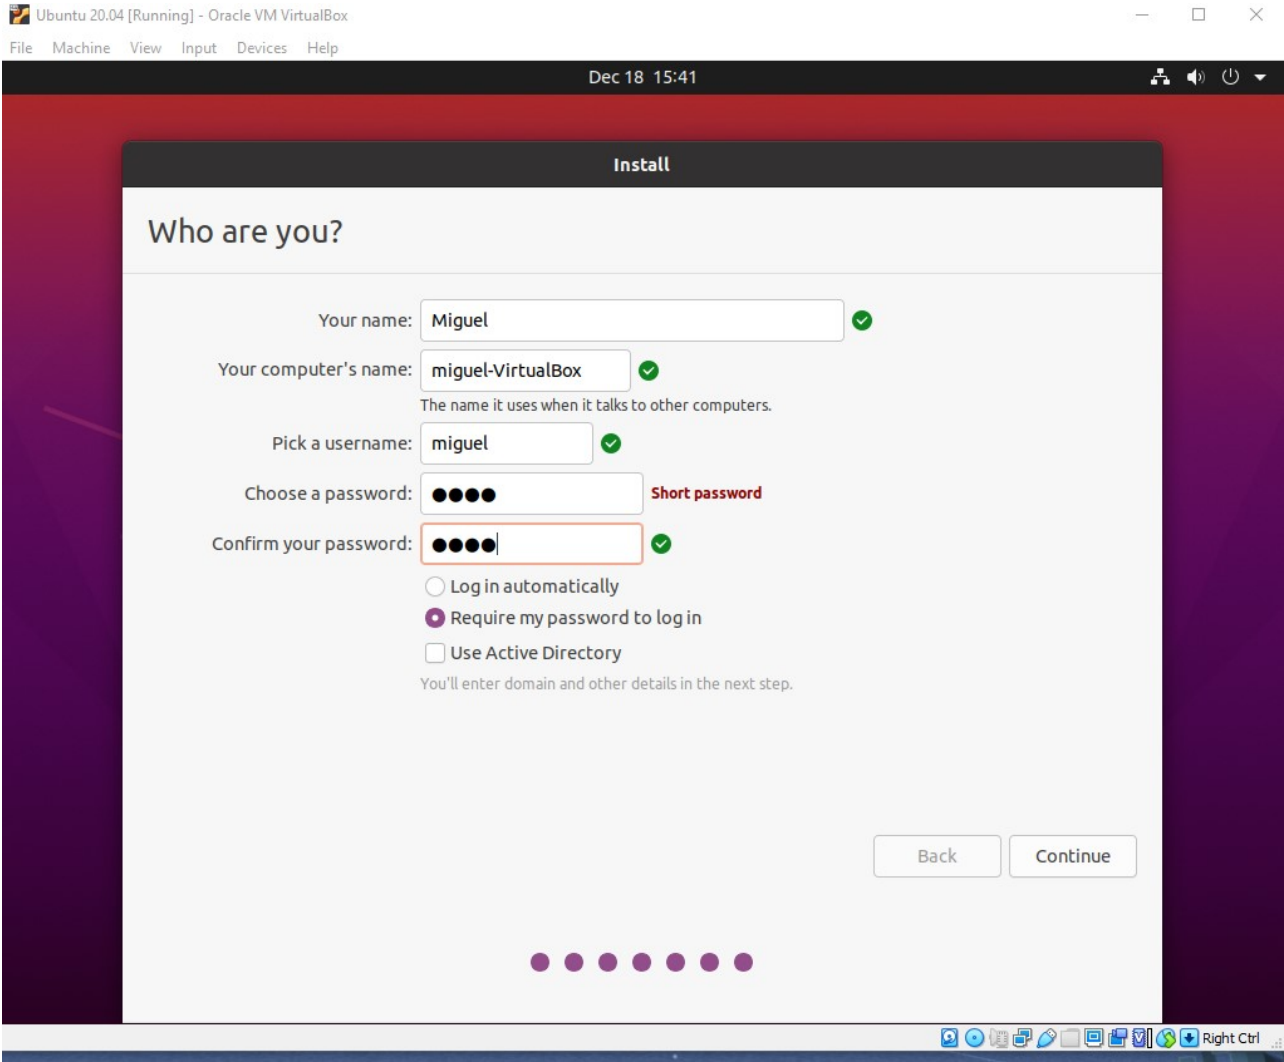 Ubuntu 20.04 [Running] - Oracle VM VirtualBox
File Machine View Input Devices Help
Dec 18 15:41
Install
Who are you?
Your name: Miguel
Your computer's name: miguel-VirtualBox
The name it uses when it talks to other computers.
Pick a username: miguel
Choose a password: ●●●● Short password
Confirm your password: ●●●●
Log in automatically
Require my password to log in
Use Active Directory
You'll enter domain and other details in the next step.
Back Continue
Right Ctrl